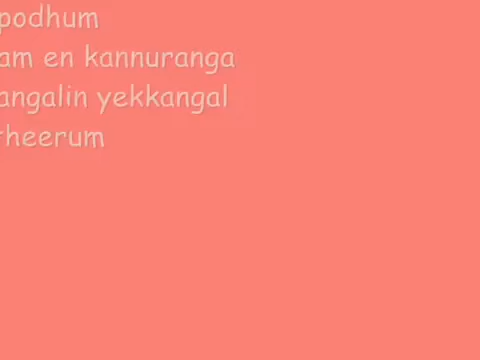 podhum
am en kannuranga
angalin yekkangal
theerum